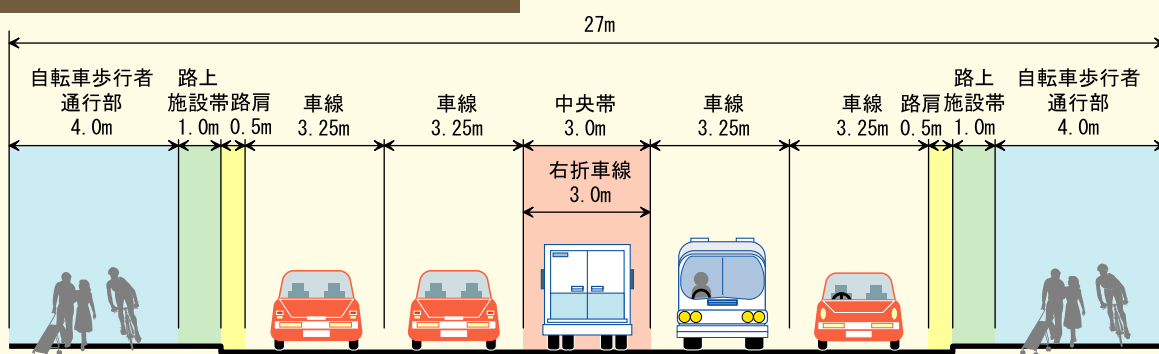 27m
自転車歩行者
通行部
4.0m
路上
施設帯
1.0m
路肩
0.5m
車線
3.25m
車線
3.25m
中央帯
3.0m
車線
3.25m
車線
3.25m
路肩
0.5m
路上
施設帯
1.0m
自転車歩行者
通行部
4.0m
右折車線
3.0m